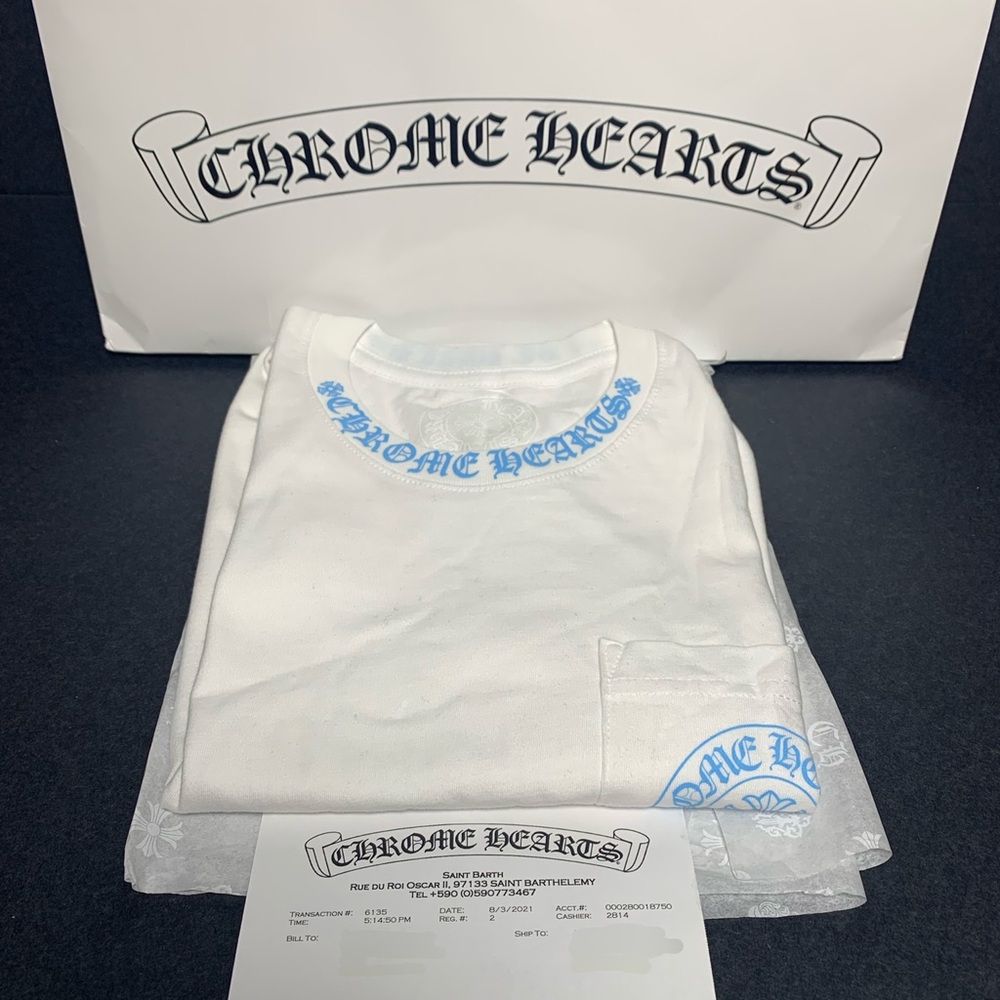 CHROME HEARTS
CHROME HEARTS
OME HE
CH
CHROME HEARTS
SAINT BARTH
RUE DU ROI OSCAR II, 97133 SAINT BARTHELEMY
TEL +590 (0)590773467
TRANSACTION #: 6135 DATE: 8/3/2021 ACCT.#: 000280018750
TIME: 5:14:50 PM REG. #: 2 CASHIER: 2814
BILL TO: SHIP TO: